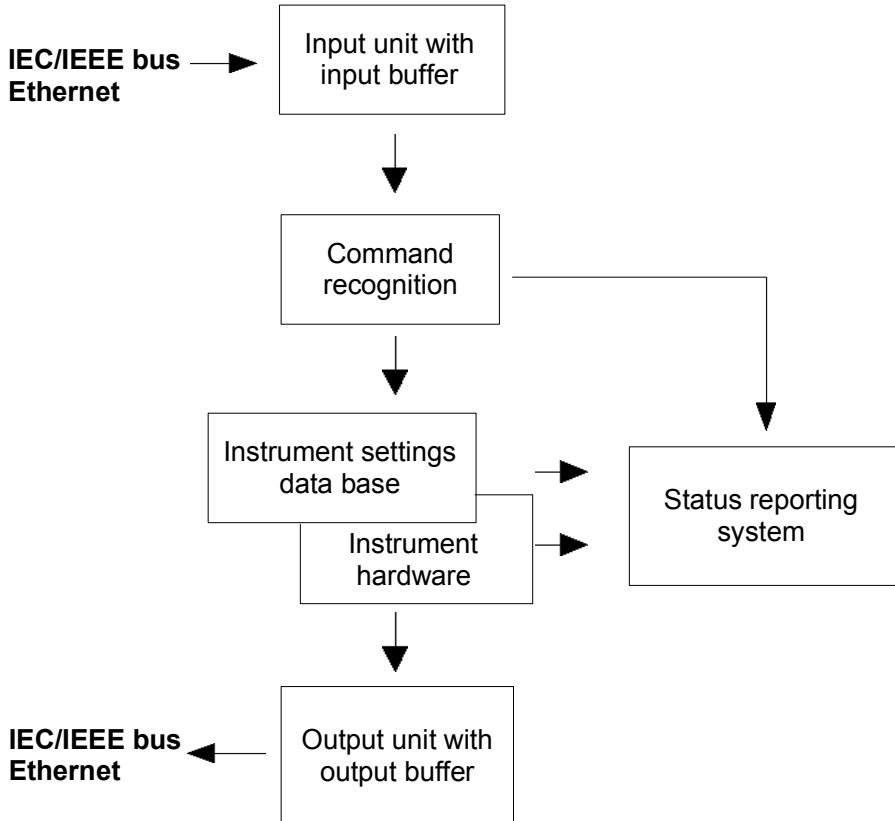 Input unit with
input buffer
IEC/IEEE bus
Ethernet
Command
recognition
Instrument settings
data base
Status reporting
system
Instrument
hardware
Output unit with
output buffer
IEC/IEEE bus
Ethernet